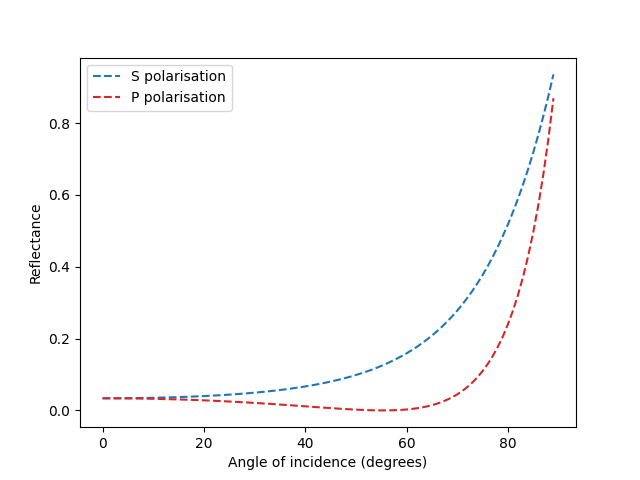 S polarisation
P polarisation
0.8
0.6
0.4
0.2
0.0
Reflectance
0 20 40 60 80
Angle of incidence (degrees)